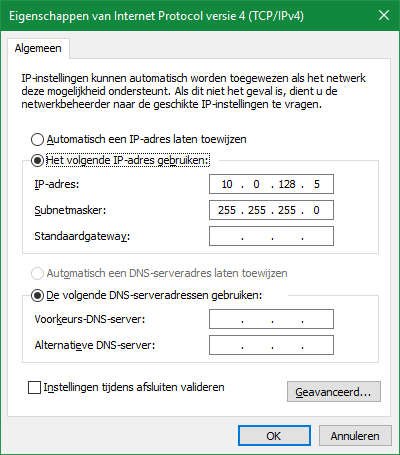 Eigenschappen van Internet Protocol versie 4 (TCP/IPv4)
Algemeen
IP-instellingen kunnen automatisch worden toegewezen als het netwerk
deze mogelijkheid ondersteunt. Als dit niet het geval is, dient u de
netwerkbeheerder naar de geschikte IP-instellingen te vragen.
Automatisch een IP-adres laten toewijzen
Het volgende IP-adres gebruiken:
IP-adres: 10 . 0 . 128 . 5
Subnetmasker: 255 . 255 . 255 . 0
Standaardgateway: . . .
Automatisch een DNS-serveradres laten toewijzen
De volgende DNS-serveradressen gebruiken:
Voorkeurs-DNS-server: . . .
Alternatieve DNS-server: . . .
Instellingen tijdens afsluiten valideren
Geavanceerd...
OK Annuleren